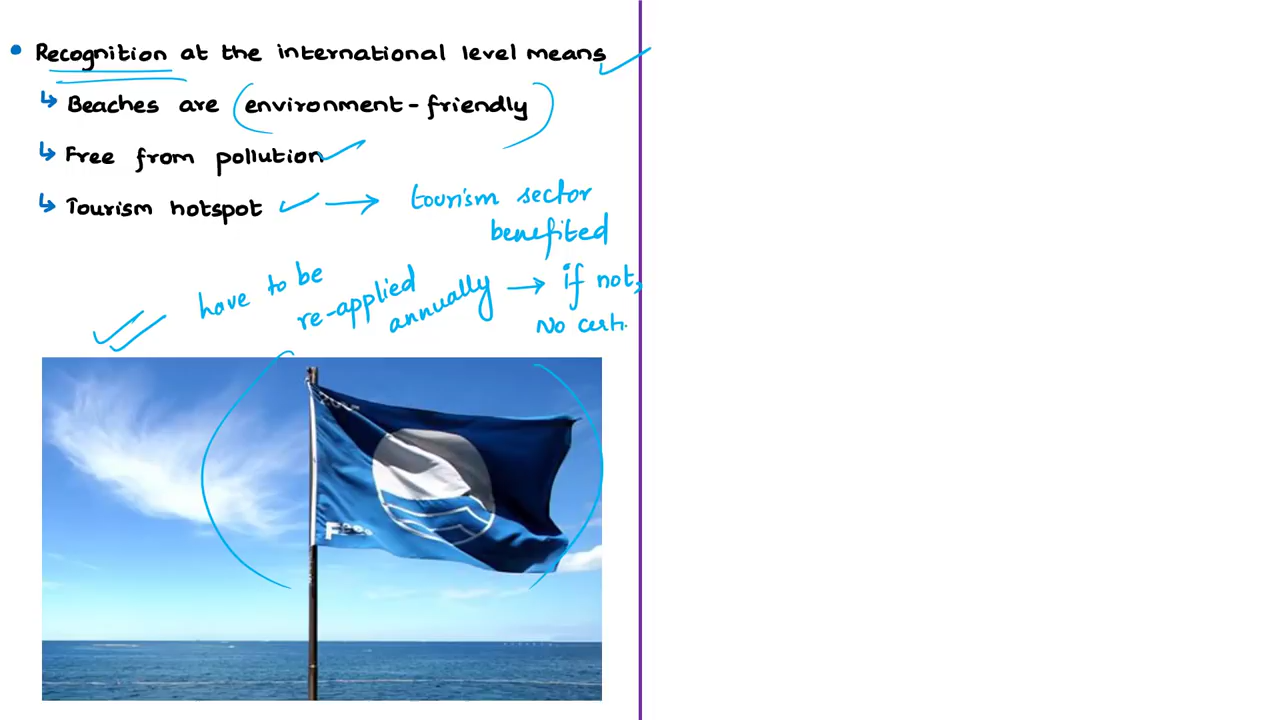 Recognition at the international level means
↳ Beaches are (environment-friendly)
↳ Free from pollution
↳ Tourism hotspot → tourism sector
benefited
have to be
re-applied
annually → if not,
No certi.